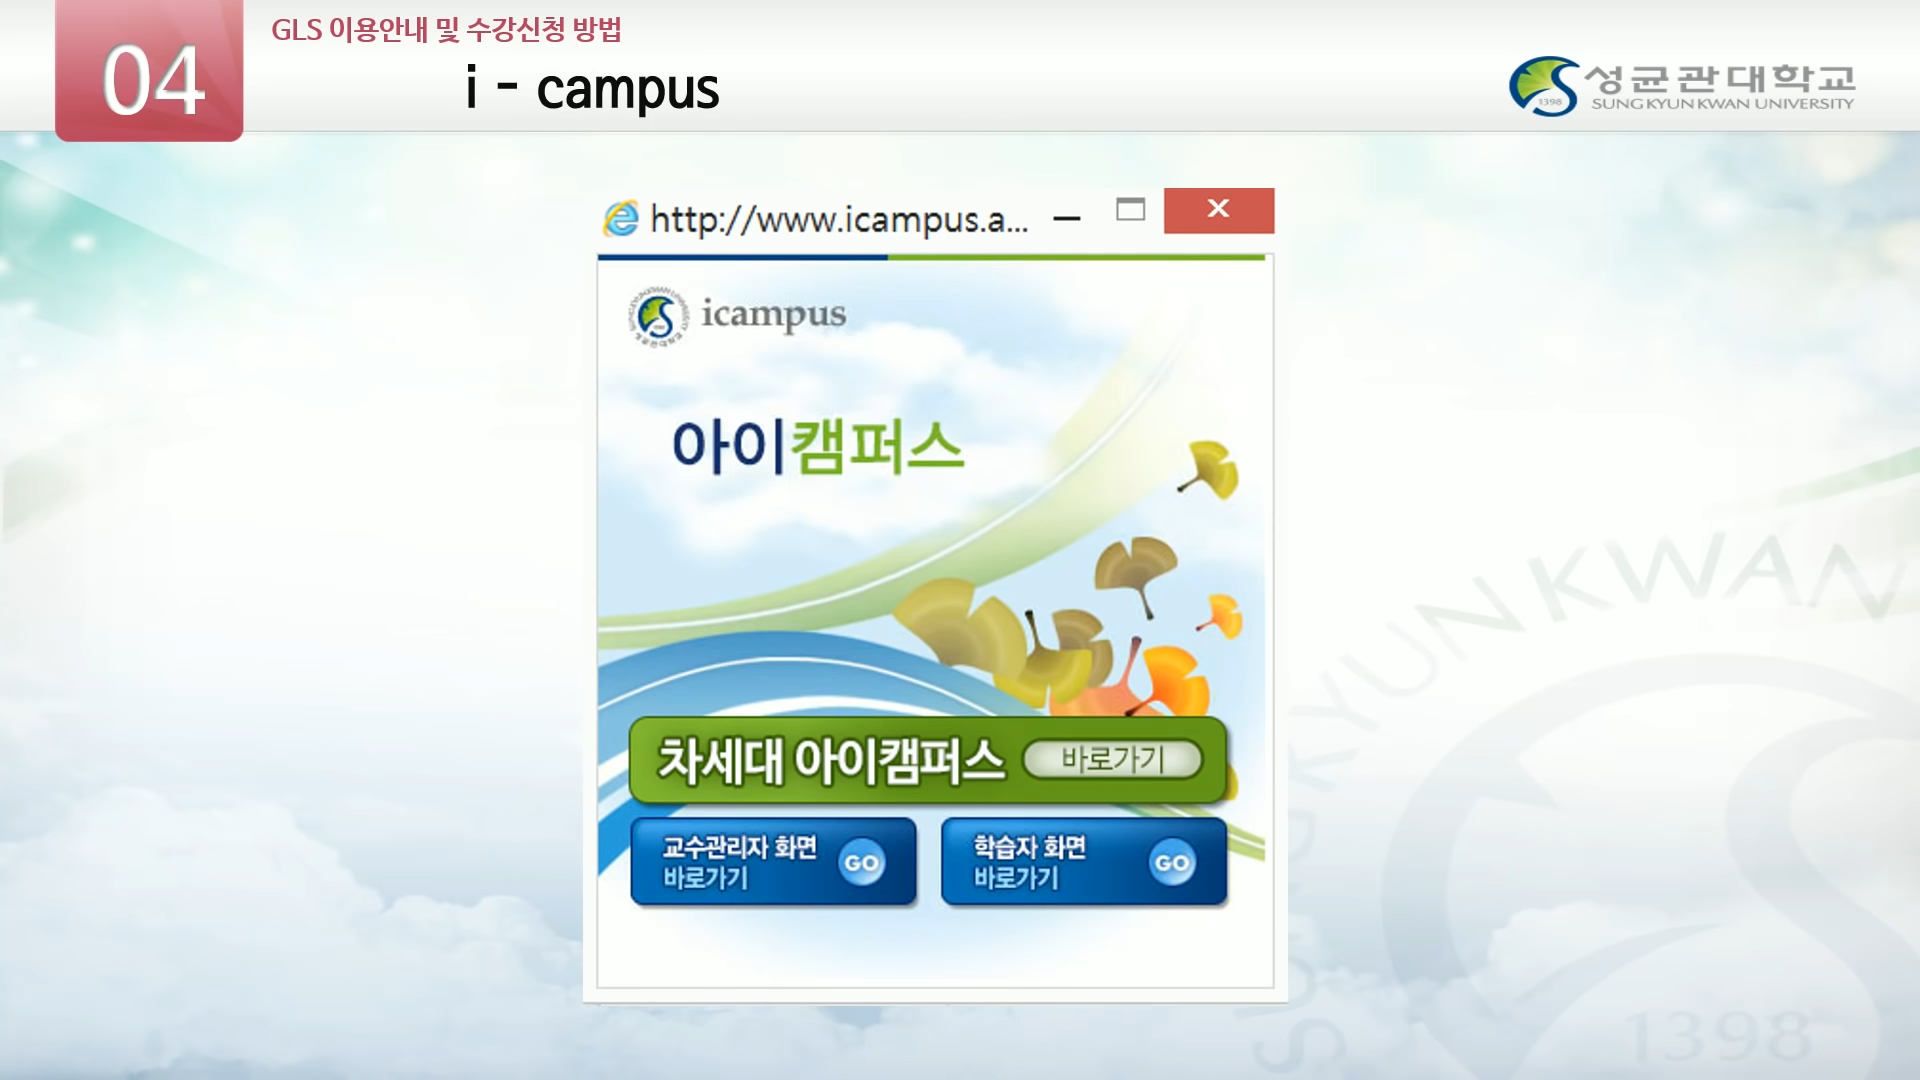 04
GLS 이용안내 및 수강신청 방법
i - campus
성균관대학교
1398
SUNG KYUN KWAN UNIVERSITY
http://www.icampus.a...
icampus
아이캠퍼스
차세대 아이캠퍼스 바로가기
교수관리자 화면
바로가기
GO
학습자 화면
바로가기
GO
KYUN KWAN
1398